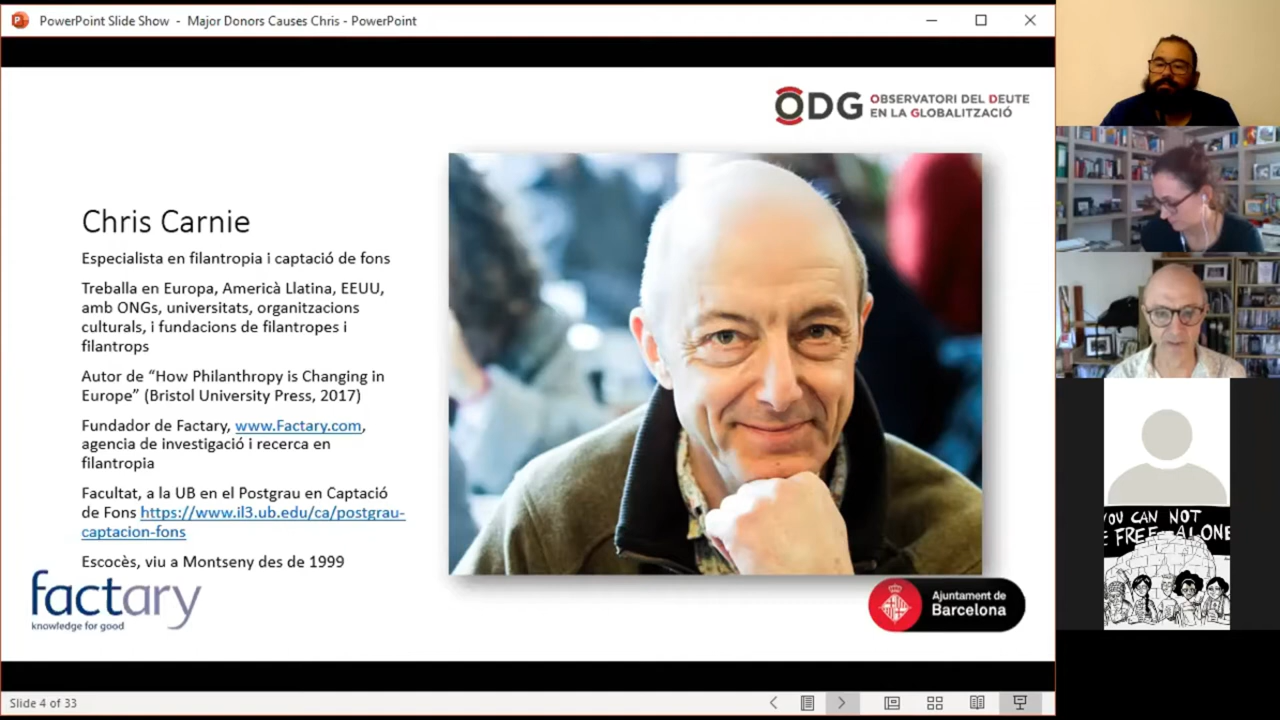 PowerPoint Slide Show - Major Donors Causes Chris - PowerPoint
ODG OBSERVATORI DEL DEUTE
EN LA GLOBALITZACIÓ
Chris Carnie
Especialista en filantropia i captació de fons
Treballa en Europa, Americà Llatina, EEUU,
amb ONGs, universitats, organitzacions
culturals, i fundacions de filantropes i
filantrops
Autor de “How Philanthropy is Changing in
Europe” (Bristol University Press, 2017)
Fundador de Factary, www.Factary.com,
agencia de investigació i recerca en
filantropia
Facultat, a la UB en el Postgrau en Captació
de Fons https://www.il3.ub.edu/ca/postgrau-
captacion-fons
Escocès, viu a Montseny des de 1999
factary
knowledge for good
Ajuntament de
Barcelona
YOU CAN NOT
E FREE ALONE
Slide 4 of 33